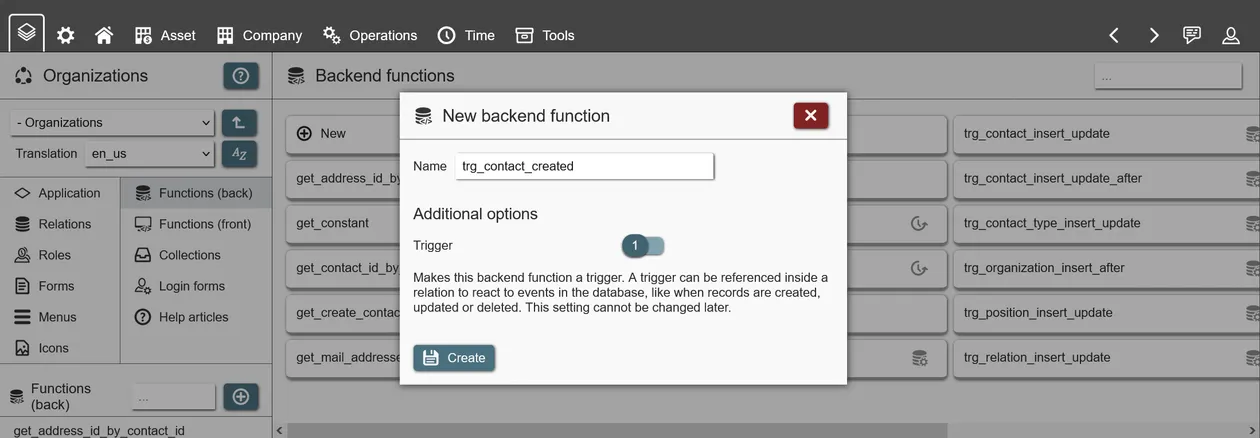 Asset Company Operations Time Tools
Organizations
Backend functions
...
- Organizations
Translation en_us
AZ
Application
Functions (back)
Relations
Functions (front)
Roles
Collections
Forms
Login forms
Menus
Help articles
Icons
Functions
(back)
...
get_address_id_by_contact_id
New
get_address_id_by
get_constant
get_contact_id_by
get_create_contac
get_mail_addresse
New backend function
Name trg_contact_created
Additional options
Trigger 1
Makes this backend function a trigger. A trigger can be referenced inside a
relation to react to events in the database, like when records are created,
updated or deleted. This setting cannot be changed later.
Create
trg_contact_insert_update
trg_contact_insert_update_after
trg_contact_type_insert_update
trg_organization_insert_after
trg_position_insert_update
trg_relation_insert_update